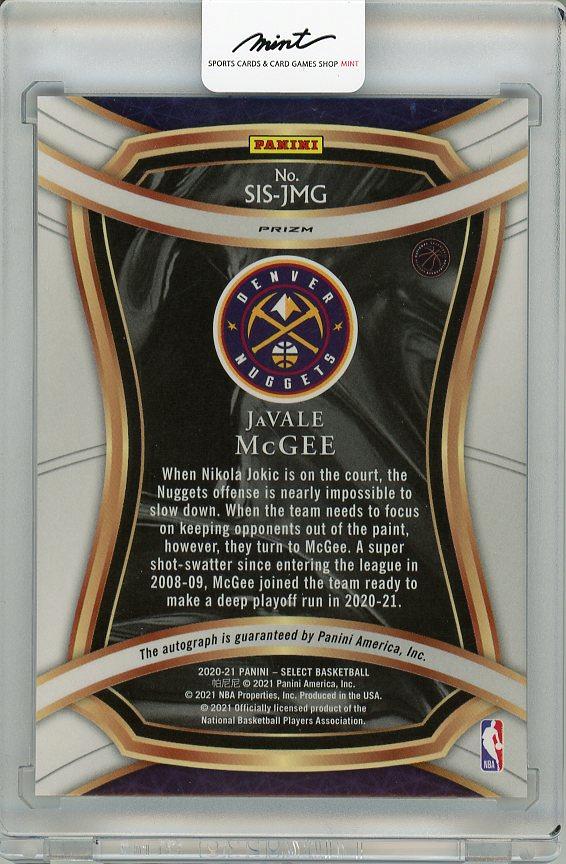 mint
SPORTS CARDS & CARD GAMES SHOP MINT
PANINI
No.
SIS-JMG
PRIZM
DENVER
NUGGETS
JAVALE
MCGEE
When Nikola Jokic is on the court, the
Nuggets offense is nearly impossible to
slow down. When the team needs to focus
on keeping opponents out of the paint,
however, they turn to McGee. A super
shot-swatter since entering the league in
2008-09, McGee joined the team ready to
make a deep playoff run in 2020-21.
The autograph is guaranteed by Panini America, Inc.
2020-21 PANINI – SELECT BASKETBALL
帕尼尼 © 2021 Panini America, Inc.
© 2021 NBA Properties, Inc. Produced in the USA.
© 2021 Officially licensed product of the
National Basketball Players Association.
NBA